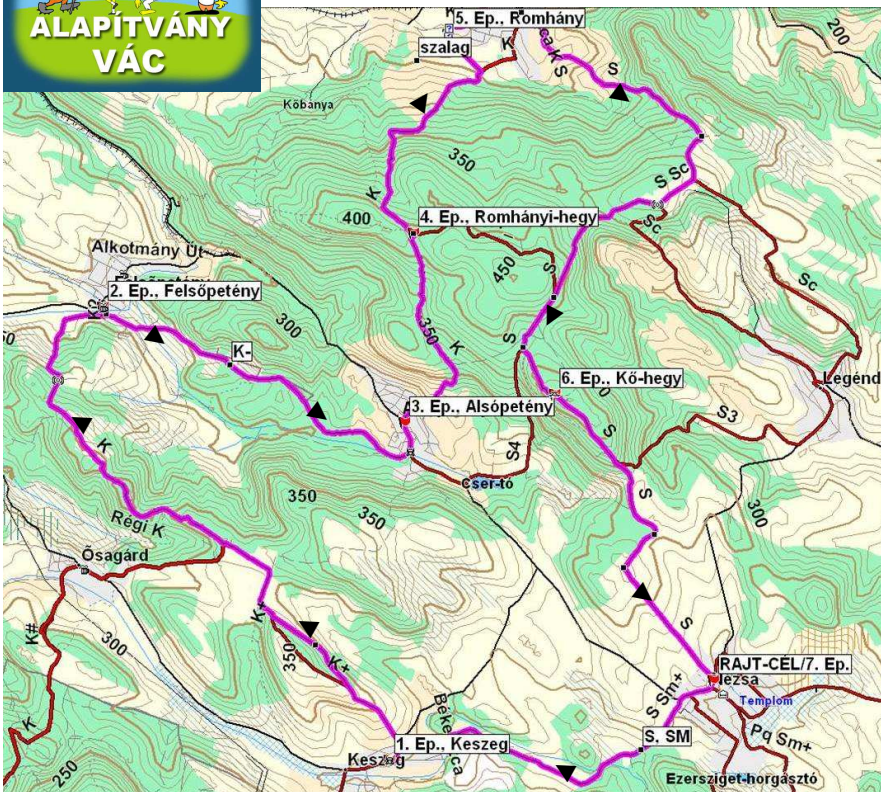 ALAPÍTVÁNY
VÁC
5. Ep., Romhány
szalag
K
K S
S
200
Kőbánya
350
K
S Sc
400
4. Ep., Romhányi-hegy
Sc
Alkotmány Út
450
S
Sc
2. Ep., Felsőpetény
300
350
K
S
K-
6. Ep., Kő-hegy
Legénd
3. Ep., Alsópetény
S3
S
K
S4
Cser-tó
S
350
350
300
Régi K
Ősagárd
K+
K#
300
350
K+
S
RAJT-CÉL/7. Ep.
S Sm+
Templom
K
1. Ep., Keszeg
S. SM
Pq Sm+
Keszeg
250
Ezersziget-horgásztó